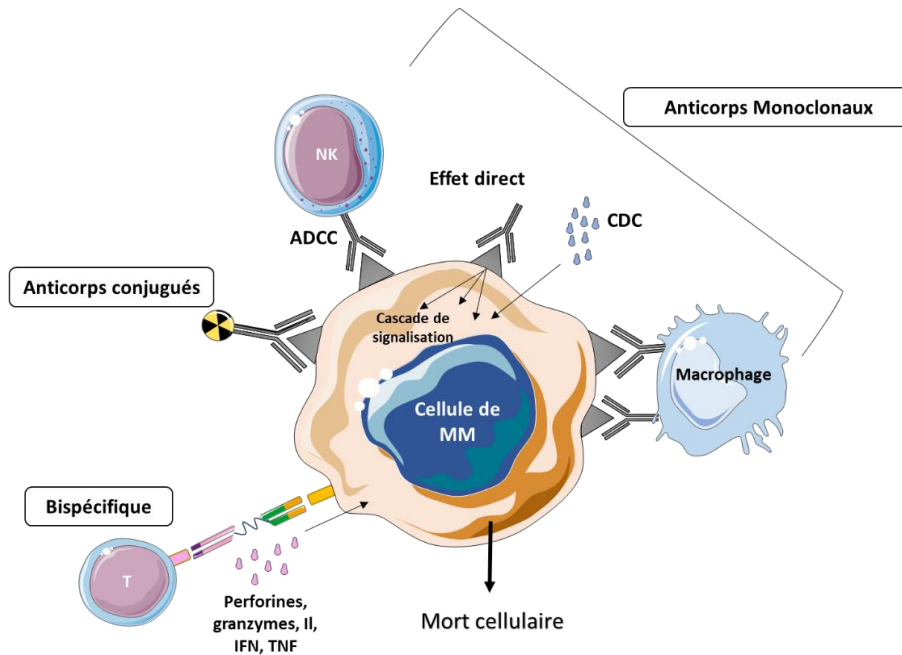 Anticorps Monoclonaux
NK
Effet direct
ADCC
CDC
Anticorps conjugués
Cascade de
signalisation
Macrophage
Cellule de
MM
Bispécifique
T
Perforines,
granzymes, Il,
IFN, TNF
Mort cellulaire